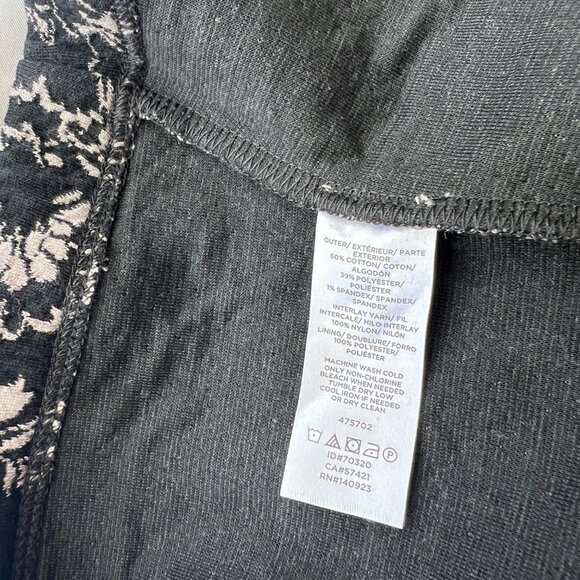 OUTER/ EXTÉRIEUR/ PARTE
EXTERIOR
60% COTTON/ COTON/
ALGODÓN
39% POLYESTER/
POLIÉSTER
1% SPANDEX/ SPANDEX/
SPANDEX
INTERLAY YARN/ FIL
INTERCALÉ/ HILO INTERLAY
100% NYLON/ NILÓN
LINING/ DOUBLURE/ FORRO
100% POLYESTER/
POLIÉSTER
MACHINE WASH COLD
ONLY NON-CHLORINE
BLEACH WHEN NEEDED
TUMBLE DRY LOW
COOL IRON IF NEEDED
OR DRY CLEAN
475702
P
ID#70320
CA#57421
RN#140923